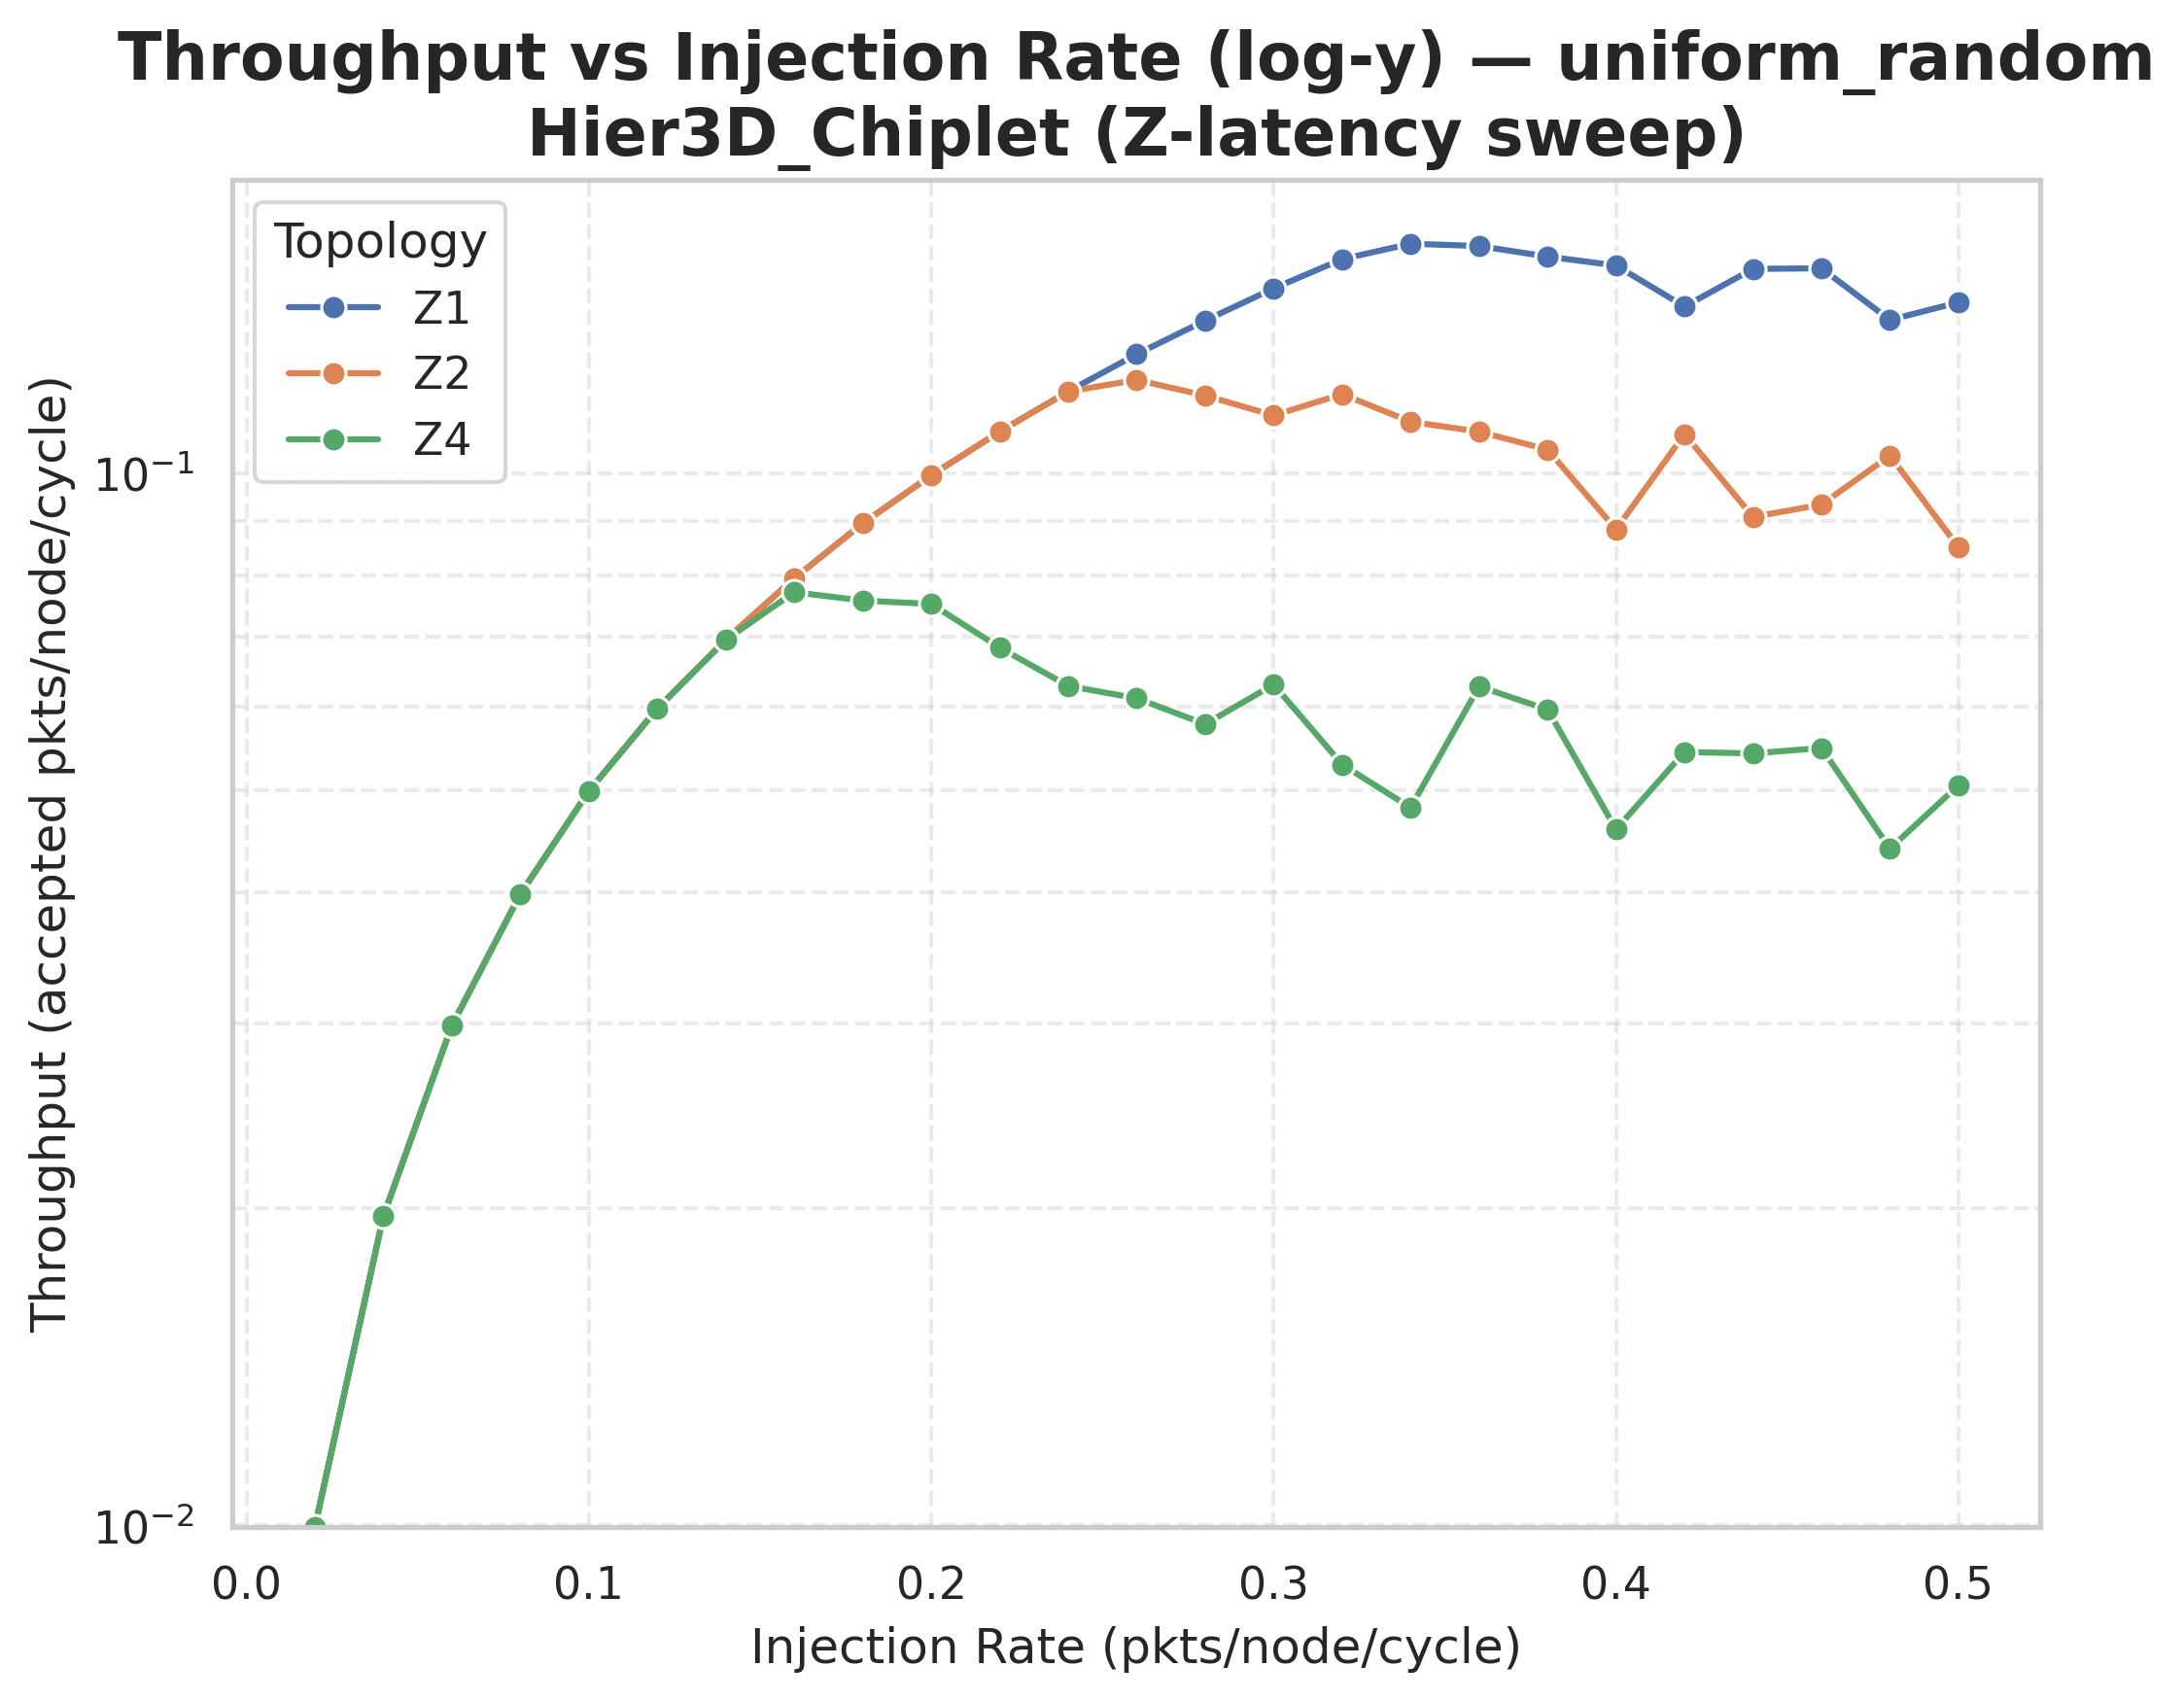 Throughput vs Injection Rate (log-y) — uniform_random
Hier3D_Chiplet (Z-latency sweep)
Topology
Z1
Z2
Z4
Throughput (accepted pkts/node/cycle)
10⁻¹
10⁻²
0.0 0.1 0.2 0.3 0.4 0.5
Injection Rate (pkts/node/cycle)